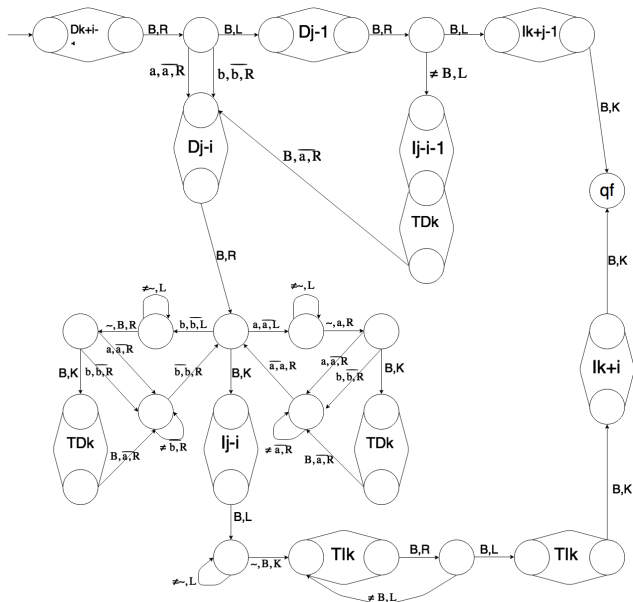 Dk+i-
B,R
B,L
Dj-1
B,R
B,L
Ik+j-1
a,a̅,R
b,b̅,R
≠ B,L
B,K
Dj-i
Ij-i-1
B,a̅,R
qf
TDk
B,R
B,K
≠~,L
≠~,L
~,B,R
b,b̅,L
a,a̅,L
~,a,R
a,a̅,R
b,b̅,R
b̅,b,R
a̅,a,R
a,a̅,R
b,b̅,R
B,K
B,K
B,K
Ik+i
TDk
Ij-i
TDk
≠ b̅,R
≠ a̅,R
B,a̅,R
B,a̅,R
B,K
B,L
≠~,L
~,B,K
TIk
B,R
B,L
TIk
≠ B,L